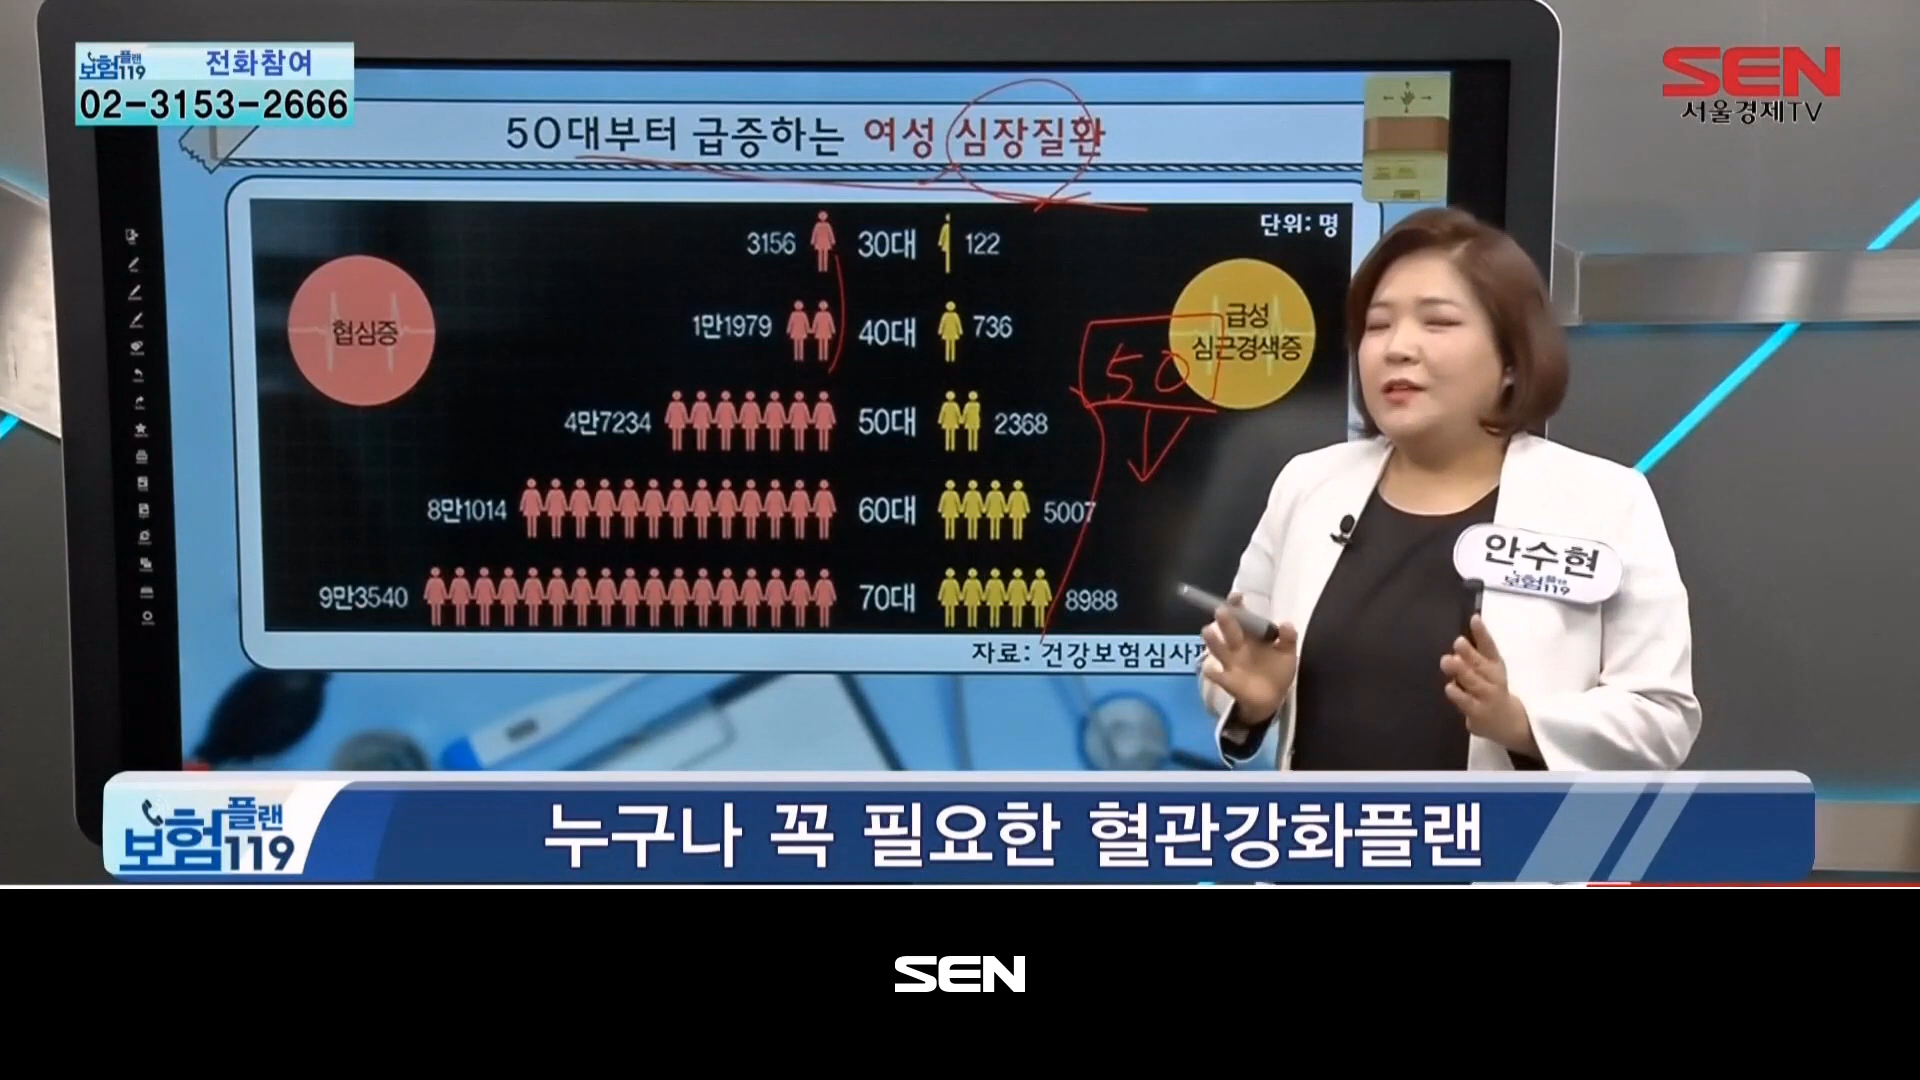 보험플랜119 전화참여
02-3153-2666
SEN
서울경제TV
50대부터 급증하는 여성 심장질환
단위: 명
협심증
급성
심근경색증
3156 30대 122
1만1979 40대 736
50
4만7234 50대 2368
8만1014 60대 5007
9만3540 70대 8988
자료: 건강보험심사
안수현
보험플랜119
보험플랜119
누구나 꼭 필요한 혈관강화플랜
SEN